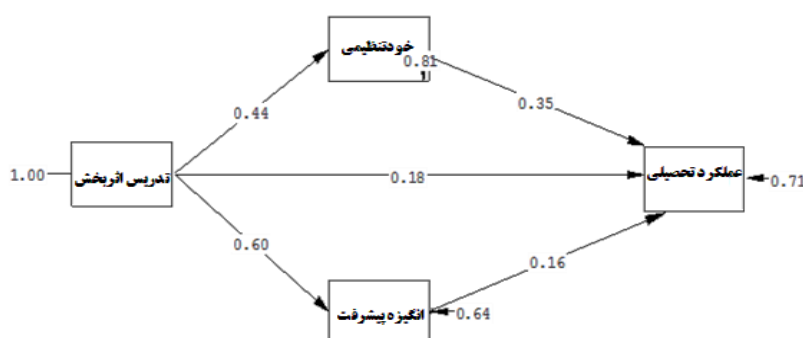 خودتنظیمی
0.81
0.44
0.35
1.00
تدریس اثربخش
0.18
عملکرد تحصیلی
0.71
0.60
0.16
انگیزه پیشرفت
0.64